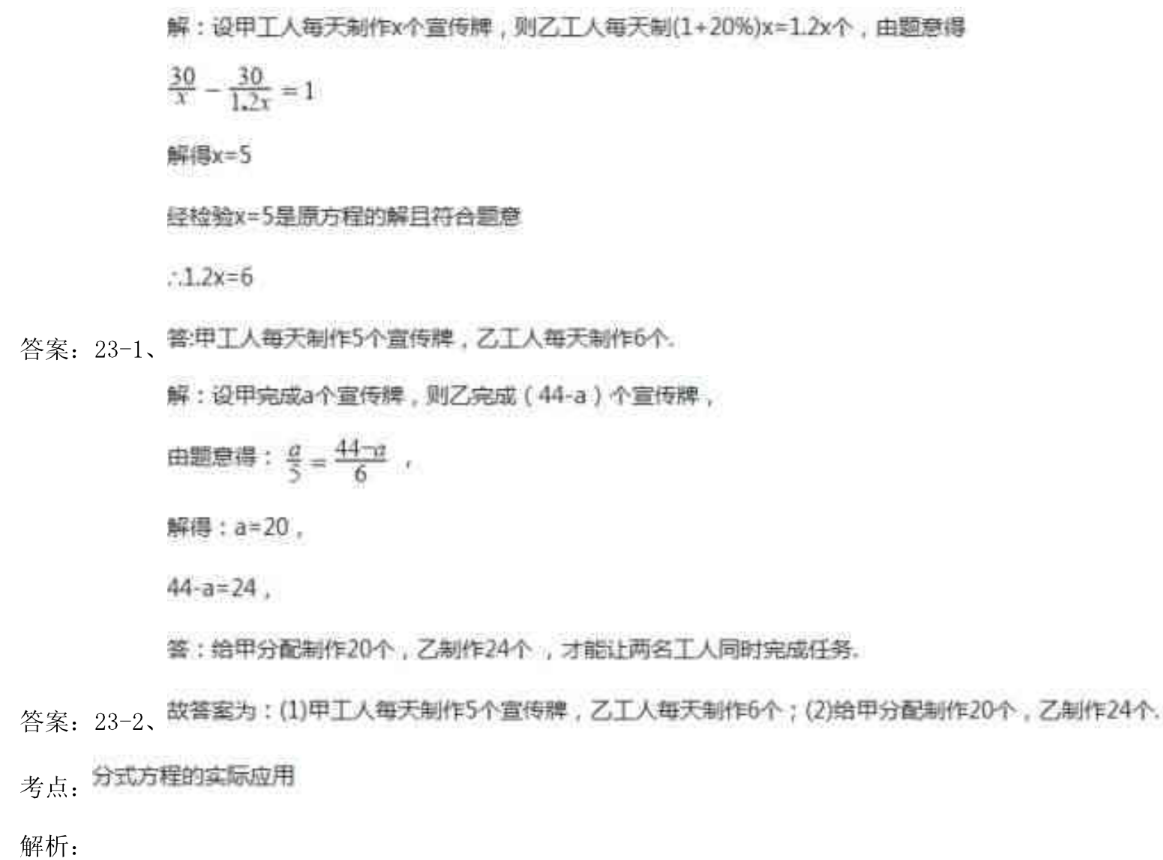 解：设甲工人每天制作x个宣传牌，则乙工人每天制(1+20%)x=1.2x个，由题意得
30/x − 30/1.2x = 1
解得x=5
经检验x=5是原方程的解且符合题意
∴1.2x=6
答案：23-1、答:甲工人每天制作5个宣传牌，乙工人每天制作6个.
解：设甲完成a个宣传牌，则乙完成（44-a）个宣传牌，
由题意得：a/5 = 44−a/6，
解得：a=20，
44-a=24，
答：给甲分配制作20个，乙制作24个 ，才能让两名工人同时完成任务.
答案：23-2、故答案为：(1)甲工人每天制作5个宣传牌，乙工人每天制作6个；(2)给甲分配制作20个，乙制作24个.
考点：分式方程的实际应用
解析：